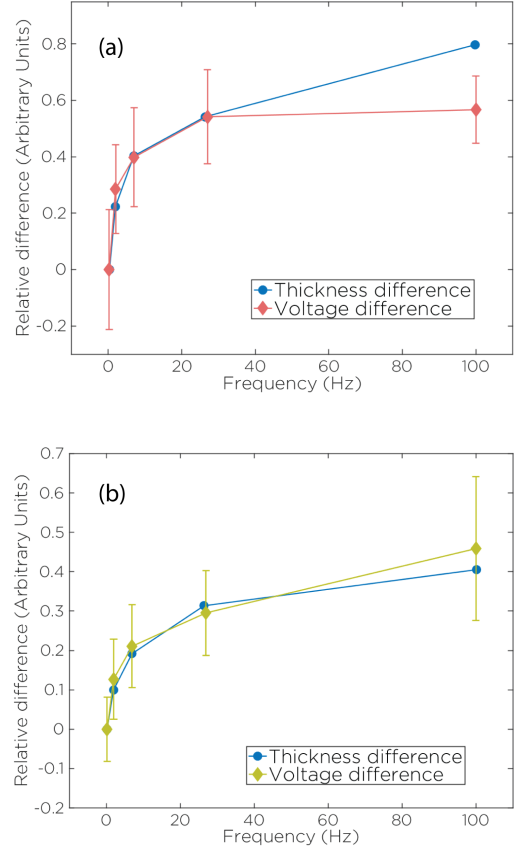 (a)
Relative difference (Arbitrary Units)
0.8
0.6
0.4
0.2
0
-0.2
Thickness difference
Voltage difference
0
20
40
60
80
100
Frequency (Hz)
(b)
Relative difference (Arbitrary Units)
0.7
0.6
0.5
0.4
0.3
0.2
0.1
0
-0.1
-0.2
Thickness difference
Voltage difference
0
20
40
60
80
100
Frequency (Hz)